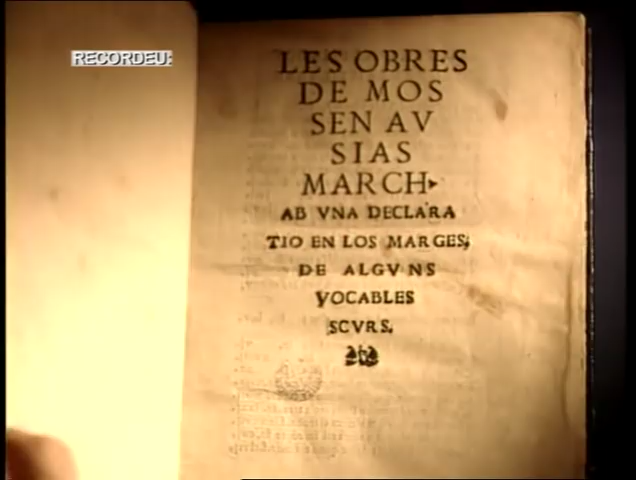 RECORDEU:
LES OBRES
DE MOS
SEN AV
SIAS
MARCH
AB VNA DECLARA
TIO EN LOS MARGES,
DE ALGVNS
VOCABLES
SCVRS.